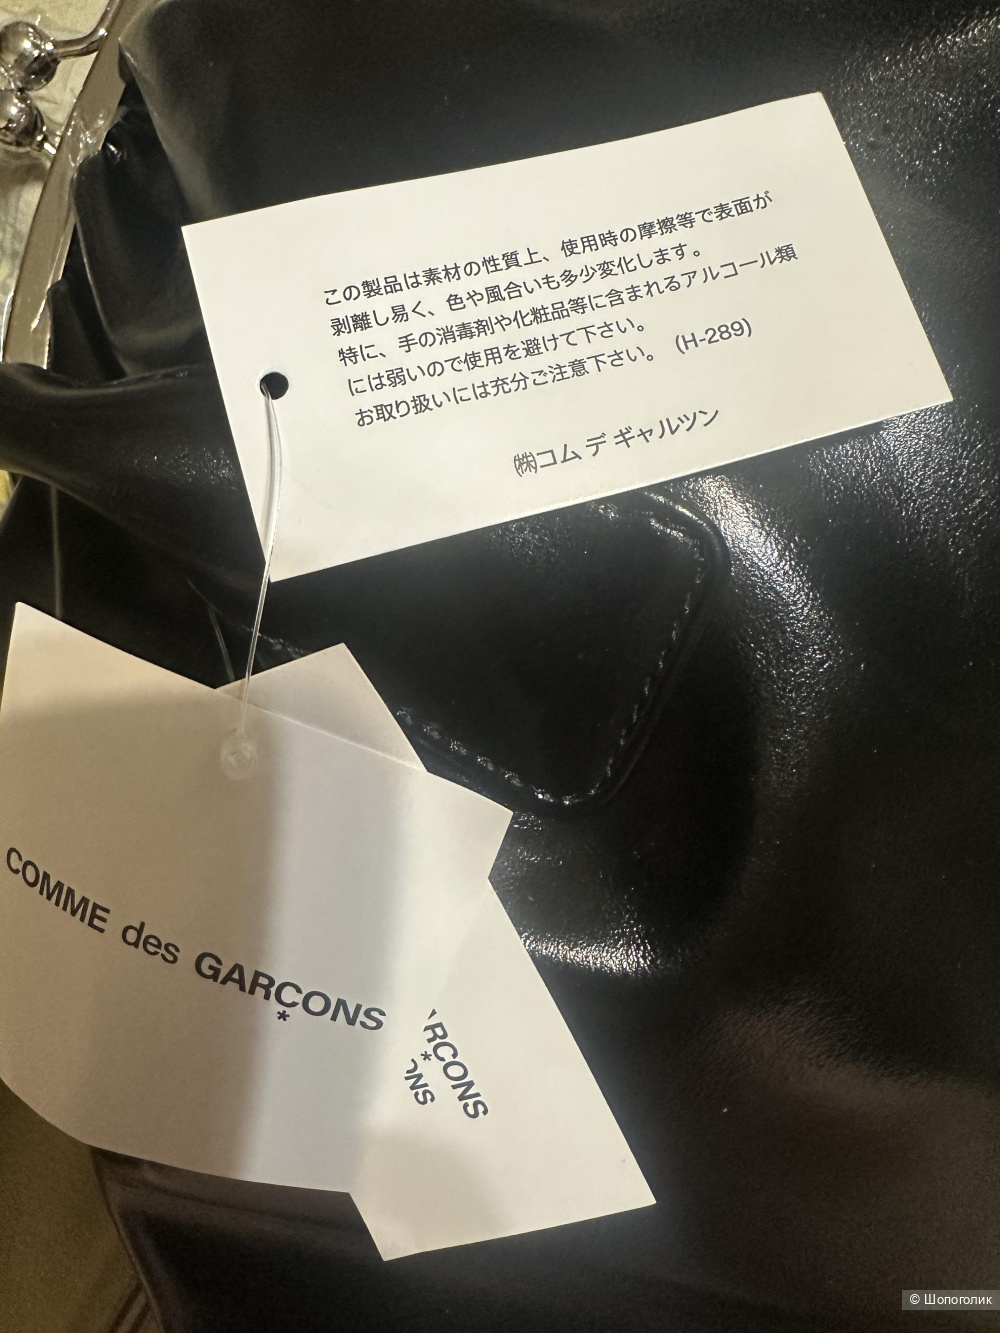 この製品は素材の性質上、使用時の摩擦等で表面が
剥離し易く、色や風合いも多少変化します。
特に、手の消毒剤や化粧品等に含まれるアルコール類
には弱いので使用を避けて下さい。
お取り扱いには充分ご注意下さい。 (H-289)
㈱コム デ ギャルソン
COMME des GARÇONS
RÇONS
ONS
© Шопоголик